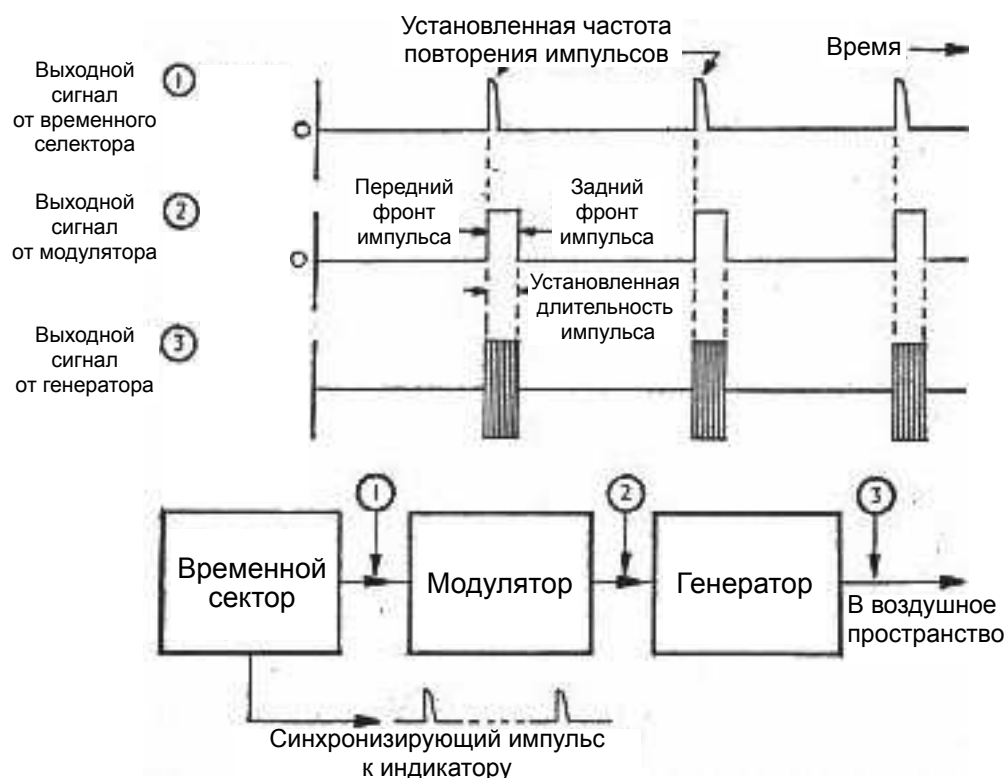 Установленная частота
повторения импульсов
Время
Выходной
сигнал
от временного
селектора
1
Выходной
сигнал
от модулятора
2
Передний
фронт
импульса
Задний
фронт
импульса
Установленная
длительность
импульса
Выходной
сигнал
от генератора
3
1
2
3
Временной
сектор
Модулятор
Генератор
В воздушное
пространство
Синхронизирующий импульс
к индикатору